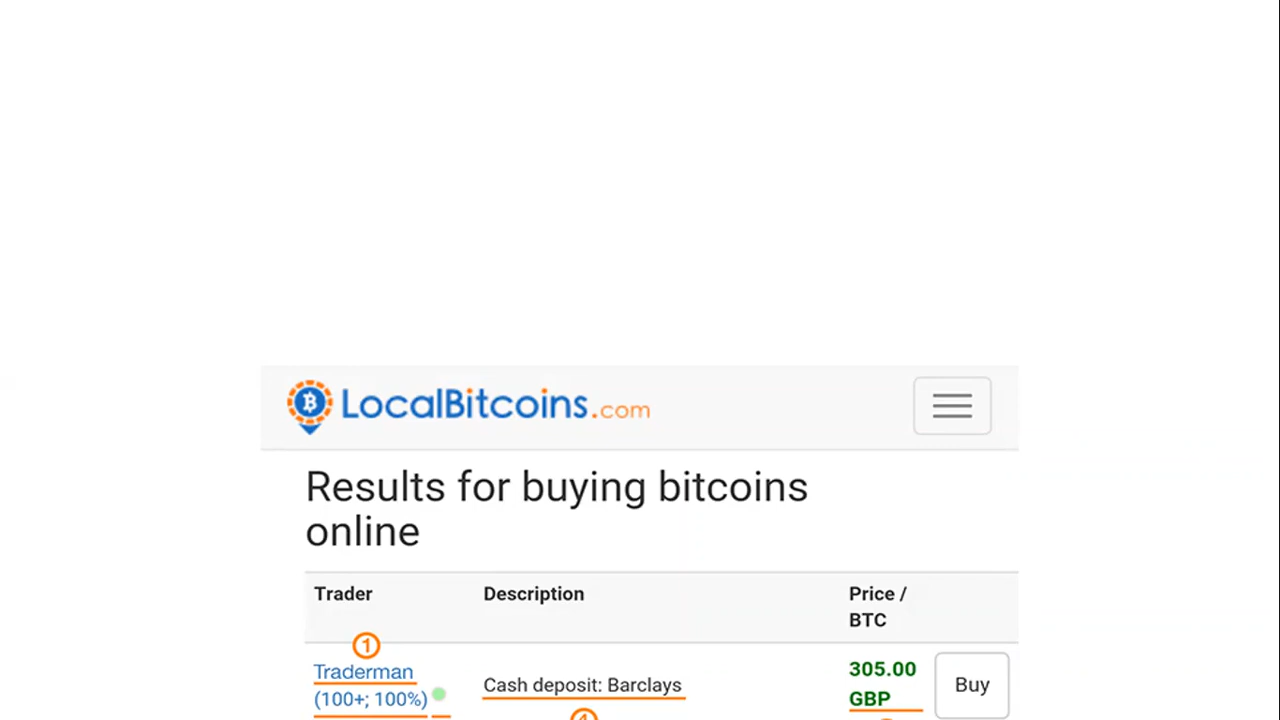 LocalBitcoins.com
Results for buying bitcoins
online
Trader Description Price /
BTC
1
Traderman
(100+; 100%)
Cash deposit: Barclays
305.00
GBP
Buy